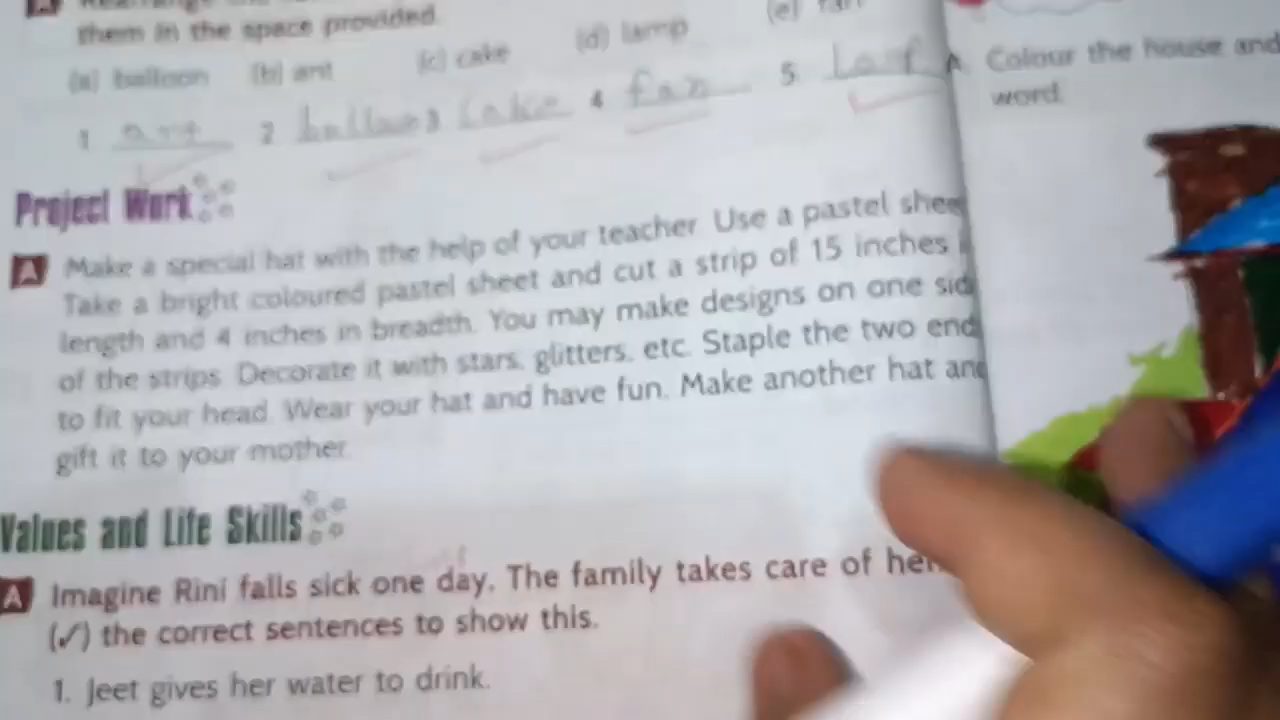 them in the space provided.
(a) balloon (b) ant (c) cake (d) lamp (e) fan
1. ant 2. balloon 3 cake 4 fan 5.
Project Work
A Make a special hat with the help of your teacher. Use a pastel shee
Take a bright coloured pastel sheet and cut a strip of 15 inches i
length and 4 inches in breadth. You may make designs on one sid
of the strips. Decorate it with stars, glitters, etc. Staple the two end
to fit your head. Wear your hat and have fun. Make another hat and
gift it to your mother.
Values and Life Skills
A Imagine Rini falls sick one day. The family takes care of her.
(✓) the correct sentences to show this.
1. Jeet gives her water to drink.
Colour the house and
word.